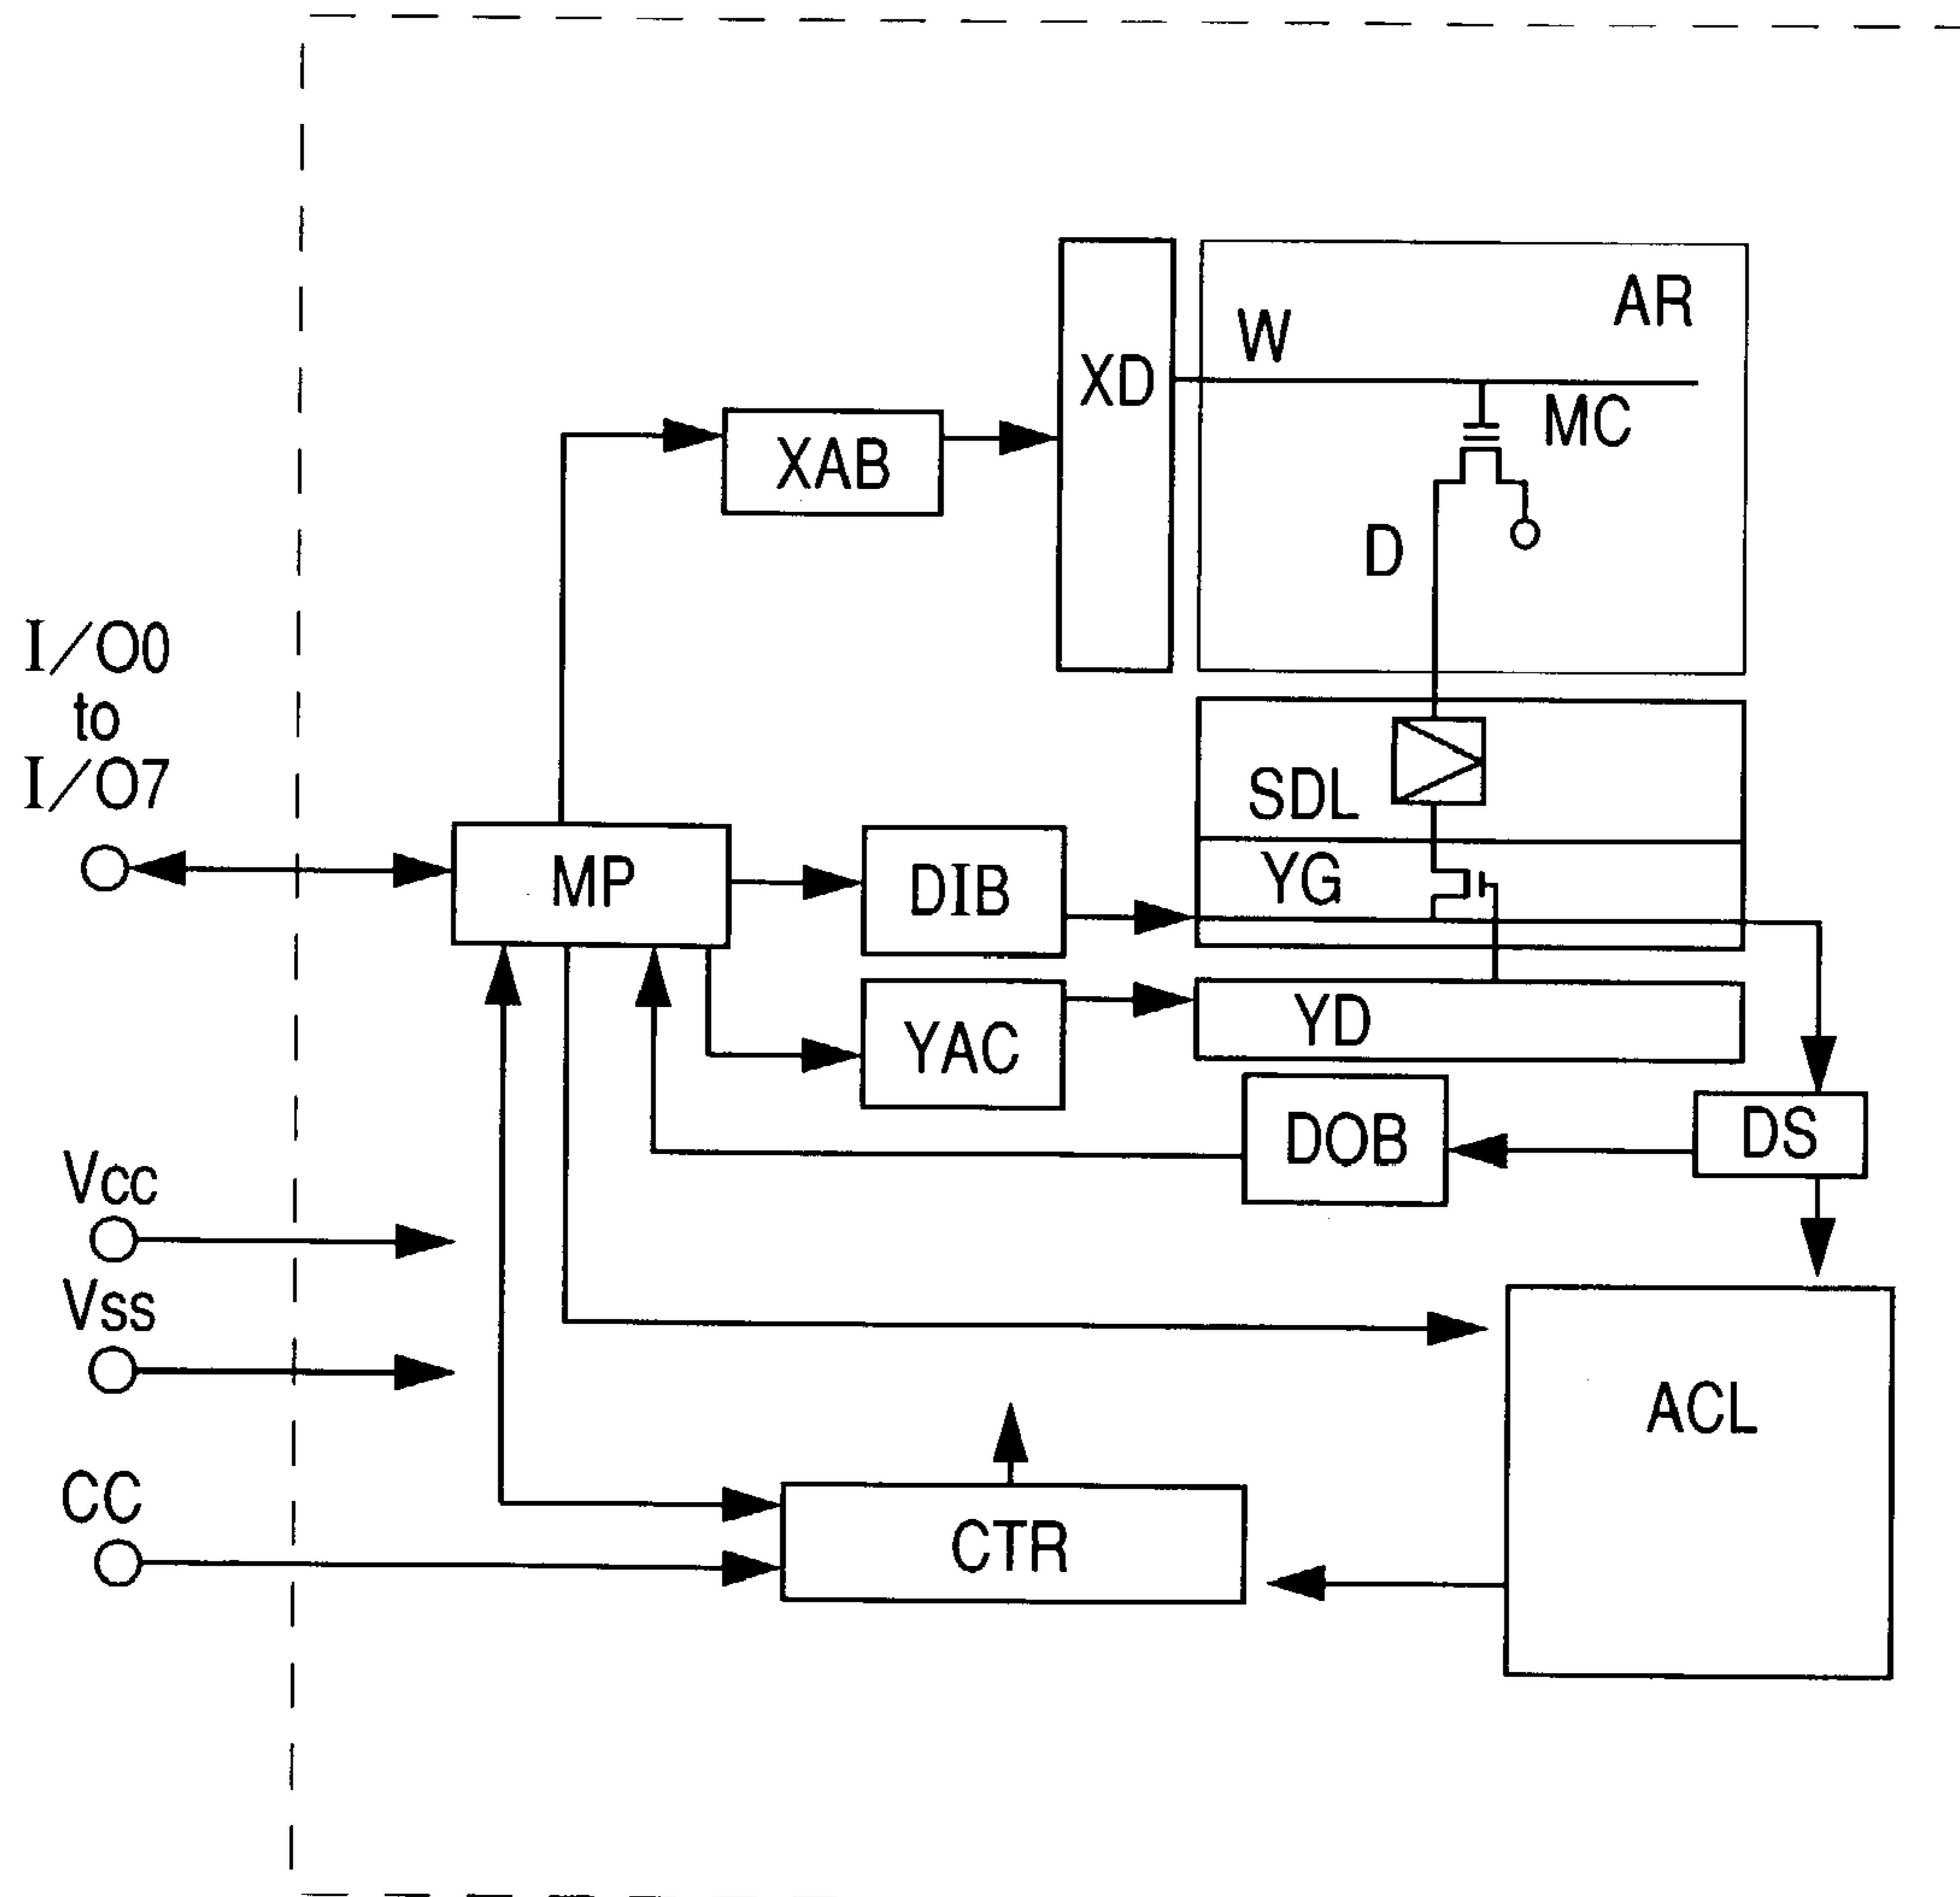 AR
W
XD
MC
XAB
D
I/O0
to
I/O7
SDL
MP
DIB
YG
YAC
YD
DOB
DS
Vcc
Vss
ACL
CC
CTR